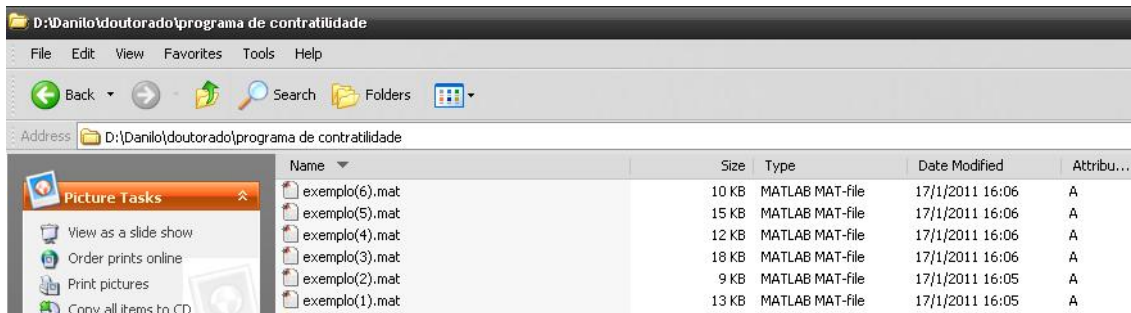 D:\Danilo\doutorado\programa de contratilidade
File Edit View Favorites Tools Help
Back Search Folders
Address D:\Danilo\doutorado\programa de contratilidade
Name Size Type Date Modified Attribu...
Picture Tasks
View as a slide show
Order prints online
Print pictures
Copy all items to CD
exemplo(6).mat 10 KB MATLAB MAT-file 17/1/2011 16:06 A
exemplo(5).mat 15 KB MATLAB MAT-file 17/1/2011 16:06 A
exemplo(4).mat 12 KB MATLAB MAT-file 17/1/2011 16:06 A
exemplo(3).mat 18 KB MATLAB MAT-file 17/1/2011 16:06 A
exemplo(2).mat 9 KB MATLAB MAT-file 17/1/2011 16:05 A
exemplo(1).mat 13 KB MATLAB MAT-file 17/1/2011 16:05 A